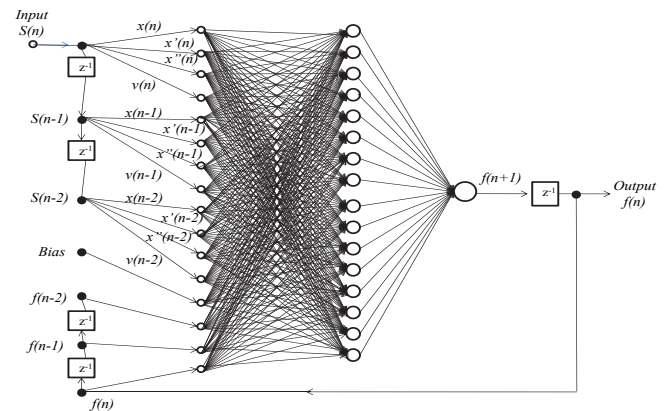 Input
S(n)
x(n)
x'(n)
x''(n)
v(n)
z-1
S(n-1)
x(n-1)
x'(n-1)
x''(n-1)
v(n-1)
z-1
S(n-2)
x(n-2)
x'(n-2)
x''(n-2)
v(n-2)
Bias
f(n-2)
z-1
f(n-1)
z-1
f(n)
f(n+1)
z-1
Output
f(n)